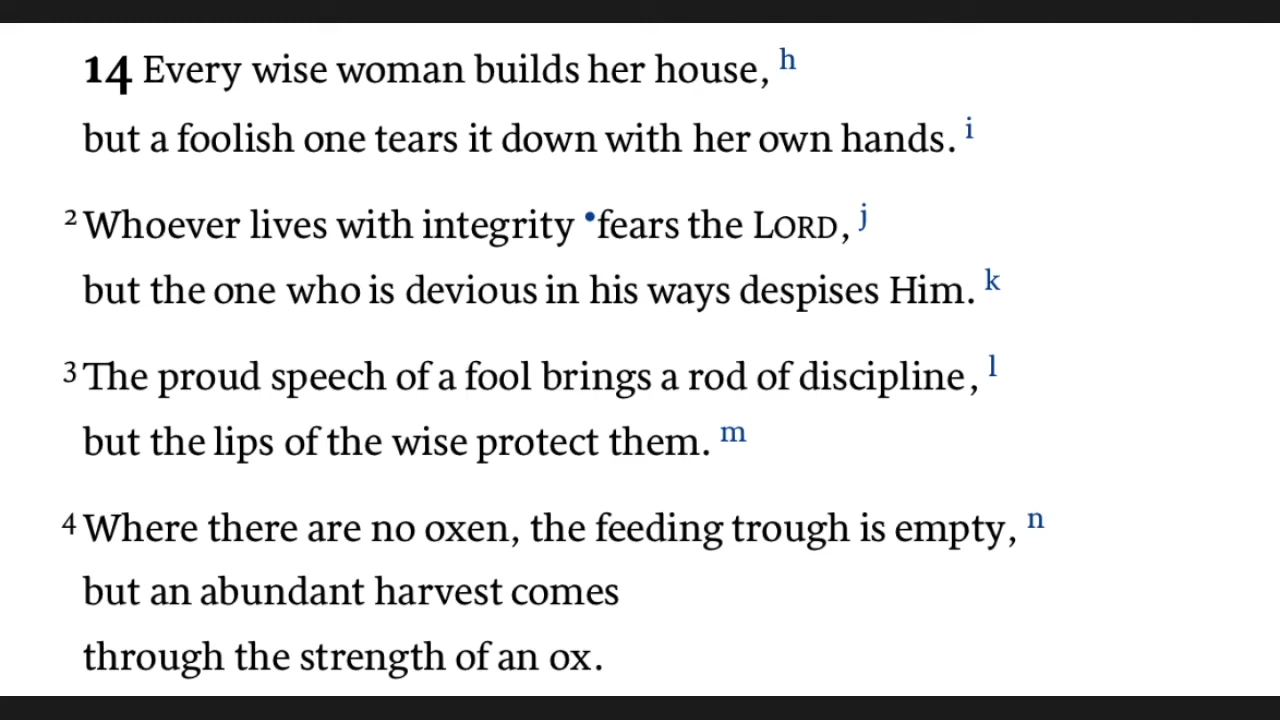 14 Every wise woman builds her house, h
but a foolish one tears it down with her own hands. i
2 Whoever lives with integrity •fears the LORD, j
but the one who is devious in his ways despises Him. k
3 The proud speech of a fool brings a rod of discipline, l
but the lips of the wise protect them. m
4 Where there are no oxen, the feeding trough is empty, n
but an abundant harvest comes
through the strength of an ox.